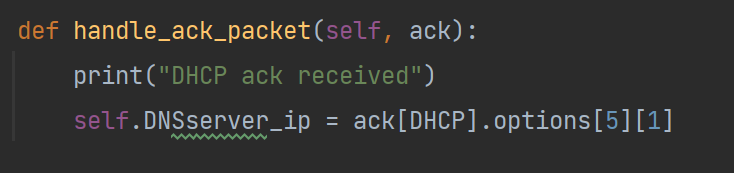 def handle_ack_packet(self, ack):
    print("DHCP ack received")
    self.DNSserver_ip = ack[DHCP].options[5][1]